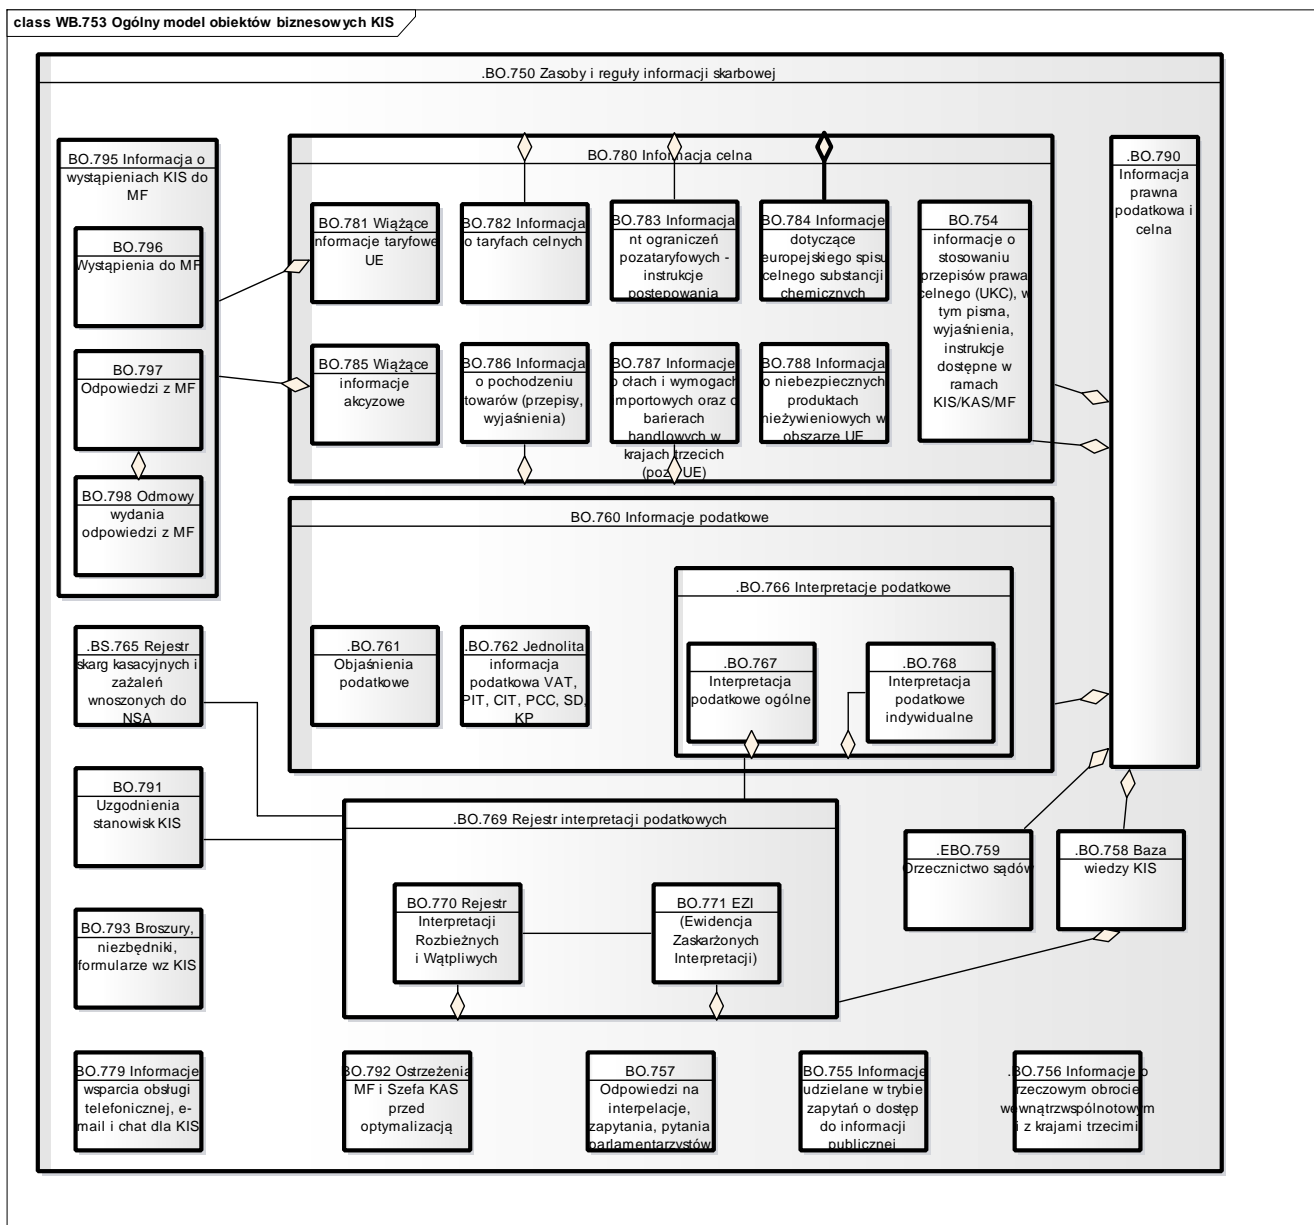 class WB.753 Ogólny model obiektów biznesowych KIS
.BO.750 Zasoby i reguły informacji skarbowej
BO.795 Informacja o
wystąpieniach KIS do
MF
BO.796
Wystąpienia do MF
BO.797
Odpowiedzi z MF
BO.798 Odmowy
wydania
odpowiedzi z MF
BO.780 Informacja celna
BO.781 Wiążące
nformacje taryfowe
UE
BO.782 Informacja
o taryfach celnych
BO.783 Informacja
nt ograniczeń
pozataryfowych -
instrukcje
postępowania
BO.784 Informacje
dotyczące
europejskiego spisu
celnego substancji
chemicznych
BO.754
informacje o
stosowaniu
przepisów prawa
celnego (UKC), w
tym pisma,
wyjaśnienia,
instrukcje
dostępne w
ramach
KIS/KAS/MF
BO.785 Wiążące
informacje
akcyzowe
BO.786 Informacja
o pochodzeniu
towarów (przepisy,
wyjaśnienia)
BO.787 Informacje
o cłach i wymogach
mportowych oraz o
barierach
handlowych w
krajach trzecich
(poza UE)
BO.788 Informacja
o niebezpiecznych
produktach
nieżywieniowych w
obszarze UE
.BO.790
Informacja
prawna
podatkowa i
celna
BO.760 Informacje podatkowe
.BO.761
Objaśnienia
podatkowe
.BO.762 Jednolita
informacja
podatkowa VAT,
PIT, CIT, PCC, SD,
KP
.BO.766 Interpretacje podatkowe
.BO.767
Interpretacja
podatkowe ogólne
.BO.768
Interpretacja
podatkowe
indywidualne
.BS.765 Rejestr
skarg kasacyjnych i
zażaleń
wnoszonych do
NSA
BO.791
Uzgodnienia
stanowisk KIS
.BO.769 Rejestr interpretacji podatkowych
BO.770 Rejestr
Interpretacji
Rozbieżnych
i Wątpliwych
BO.771 EZI
(Ewidencja
Zaskarżonych
Interpretacji)
.EBO.759
Orzecznictwo sądów
.BO.758 Baza
wiedzy KIS
BO.793 Broszury,
niezbędniki,
formularze wz KIS
BO.779 Informacje
wsparcia obsługi
telefonicznej, e-
mail i chat dla KIS
BO.792 Ostrzeżenia
MF i Szefa KAS
przed
optymalizacją
BO.757
Odpowiedzi na
interpelacje,
zapytania, pytania
parlamentarzystów
BO.755 Informacje
udzielane w trybie
zapytań o dostęp
do informacji
publicznej
.BO.756 Informacje o
rzeczowym obrocie
wewnątrzwspólnotowym
i z krajami trzecimi